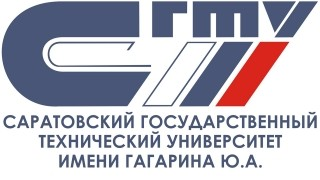 СГТУ
САРАТОВСКИЙ ГОСУДАРСТВЕННЫЙ
ТЕХНИЧЕСКИЙ УНИВЕРСИТЕТ
ИМЕНИ ГАГАРИНА Ю.А.